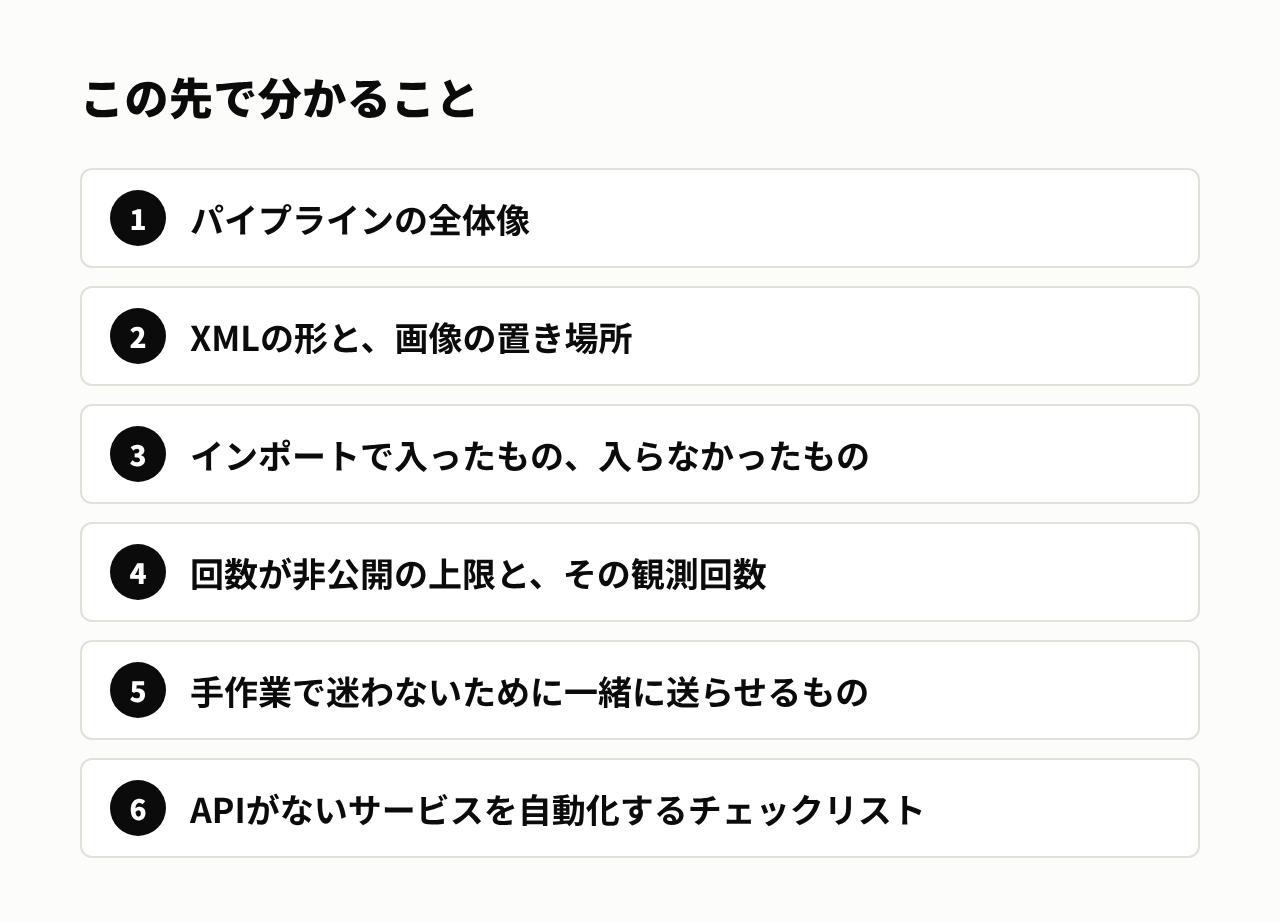 この先で分かること
1 パイプラインの全体像
2 XMLの形と、画像の置き場所
3 インポートで入ったもの、入らなかったもの
4 回数が非公開の上限と、その観測回数
5 手作業で迷わないために一緒に送らせるもの
6 APIがないサービスを自動化するチェックリスト